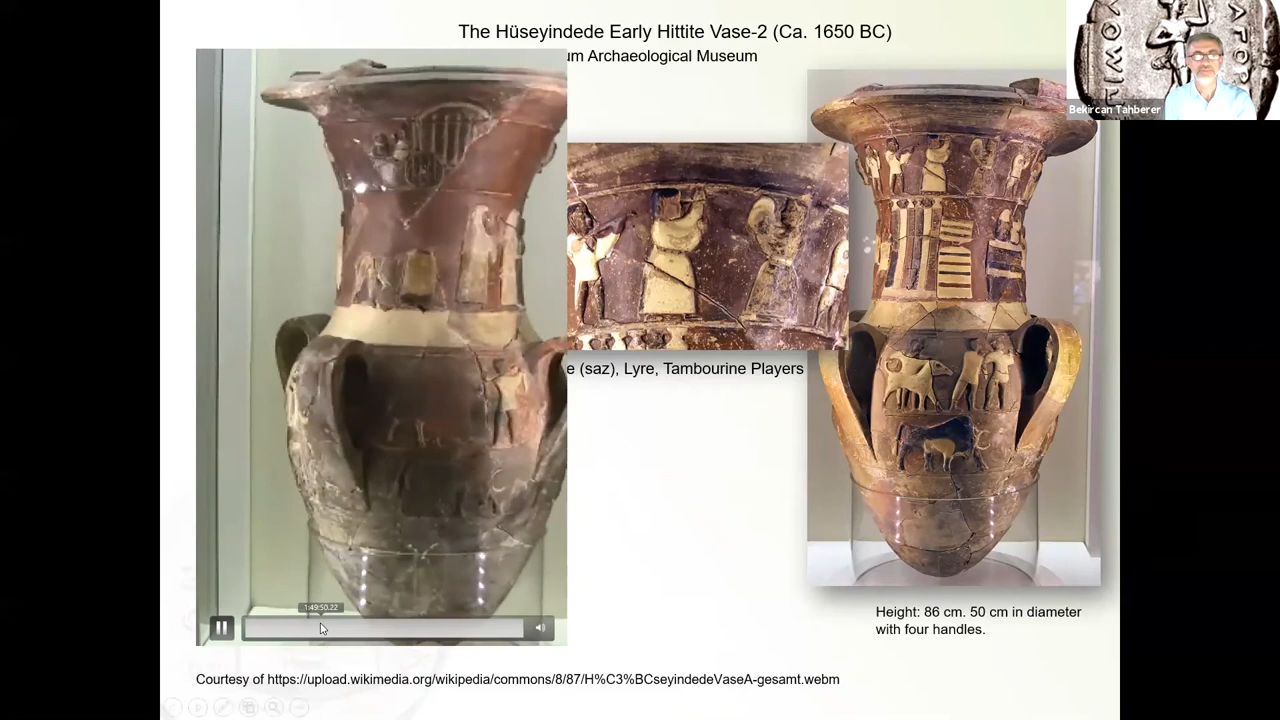 The Hüseyindede Early Hittite Vase-2 (Ca. 1650 BC)
um Archaeological Museum
Bekircan Tahberer
e (saz), Lyre, Tambourine Players
1:49:50.22
Height: 86 cm. 50 cm in diameter
with four handles.
Courtesy of https://upload.wikimedia.org/wikipedia/commons/8/87/H%C3%BCseyindedeVaseA-gesamt.webm